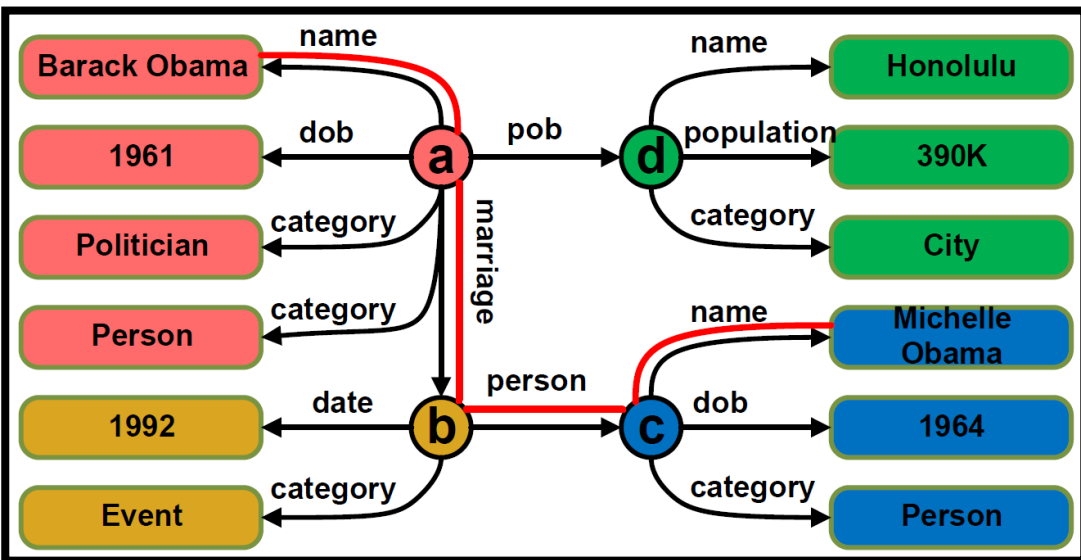 name
name
Barack Obama
Honolulu
dob
pob
population
1961
a
d
390K
category
category
Politician
marriage
City
category
name
Person
Michelle
Obama
date
person
dob
1992
b
c
1964
category
category
Event
Person